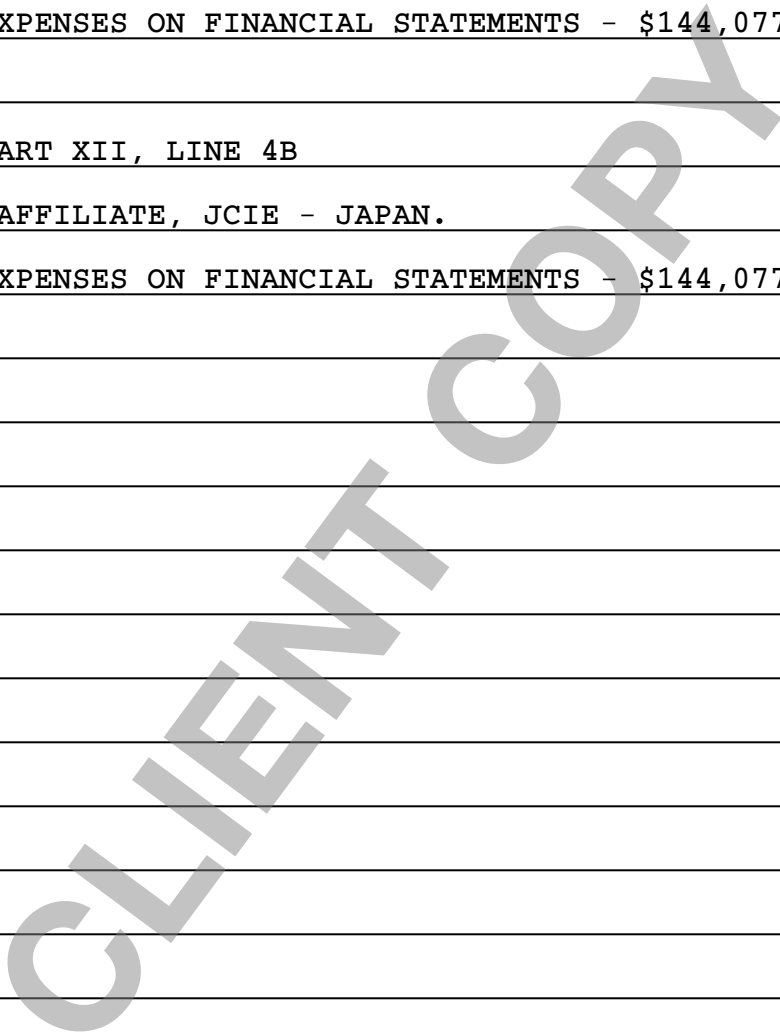 XPENSES ON FINANCIAL STATEMENTS - $144,077
ART XII, LINE 4B
AFFILIATE, JCIE - JAPAN.
XPENSES ON FINANCIAL STATEMENTS - $144,077
CLIENT COPY